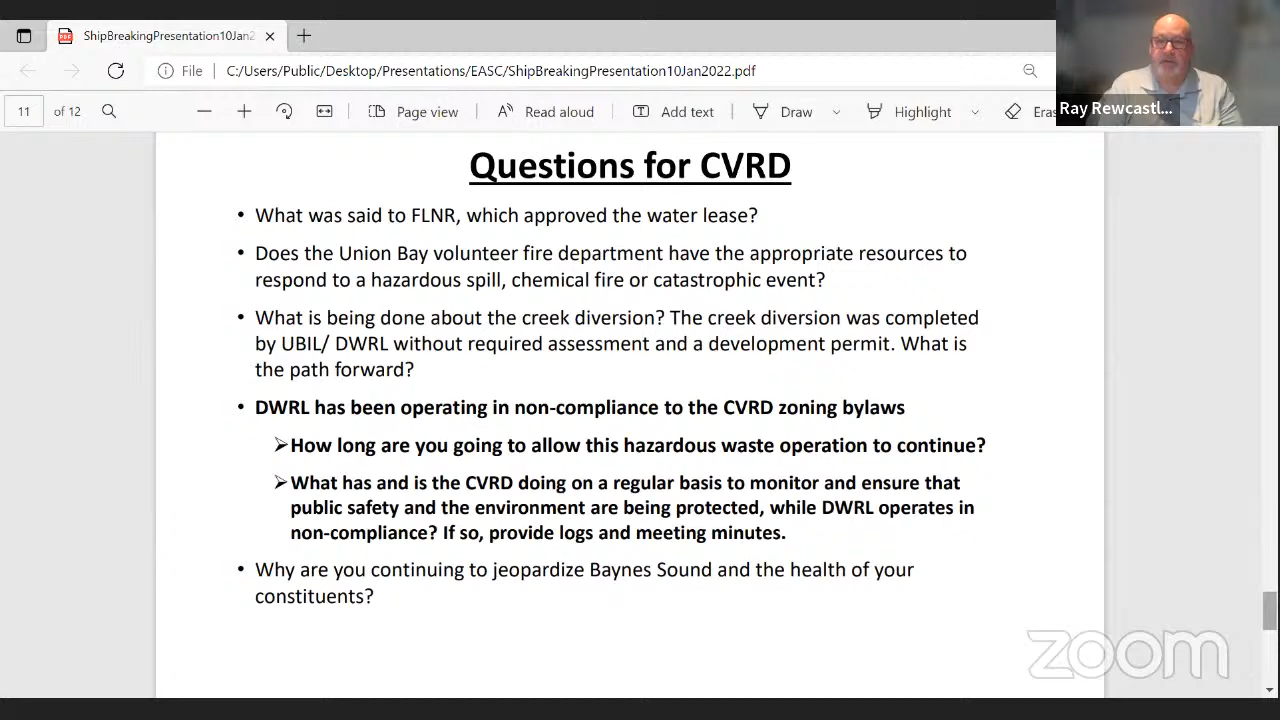 ShipBreakingPresentation10Jan2
File
C:/Users/Public/Desktop/Presentations/EASC/ShipBreakingPresentation10Jan2022.pdf
11 of 12
Page view
Read aloud
Add text
Draw
Highlight
Eras
Ray Rewcastl...
Questions for CVRD
• What was said to FLNR, which approved the water lease?
• Does the Union Bay volunteer fire department have the appropriate resources to
respond to a hazardous spill, chemical fire or catastrophic event?
• What is being done about the creek diversion? The creek diversion was completed
by UBIL/ DWRL without required assessment and a development permit. What is
the path forward?
• DWRL has been operating in non-compliance to the CVRD zoning bylaws
➢How long are you going to allow this hazardous waste operation to continue?
➢What has and is the CVRD doing on a regular basis to monitor and ensure that
public safety and the environment are being protected, while DWRL operates in
non-compliance? If so, provide logs and meeting minutes.
• Why are you continuing to jeopardize Baynes Sound and the health of your
constituents?
zoom